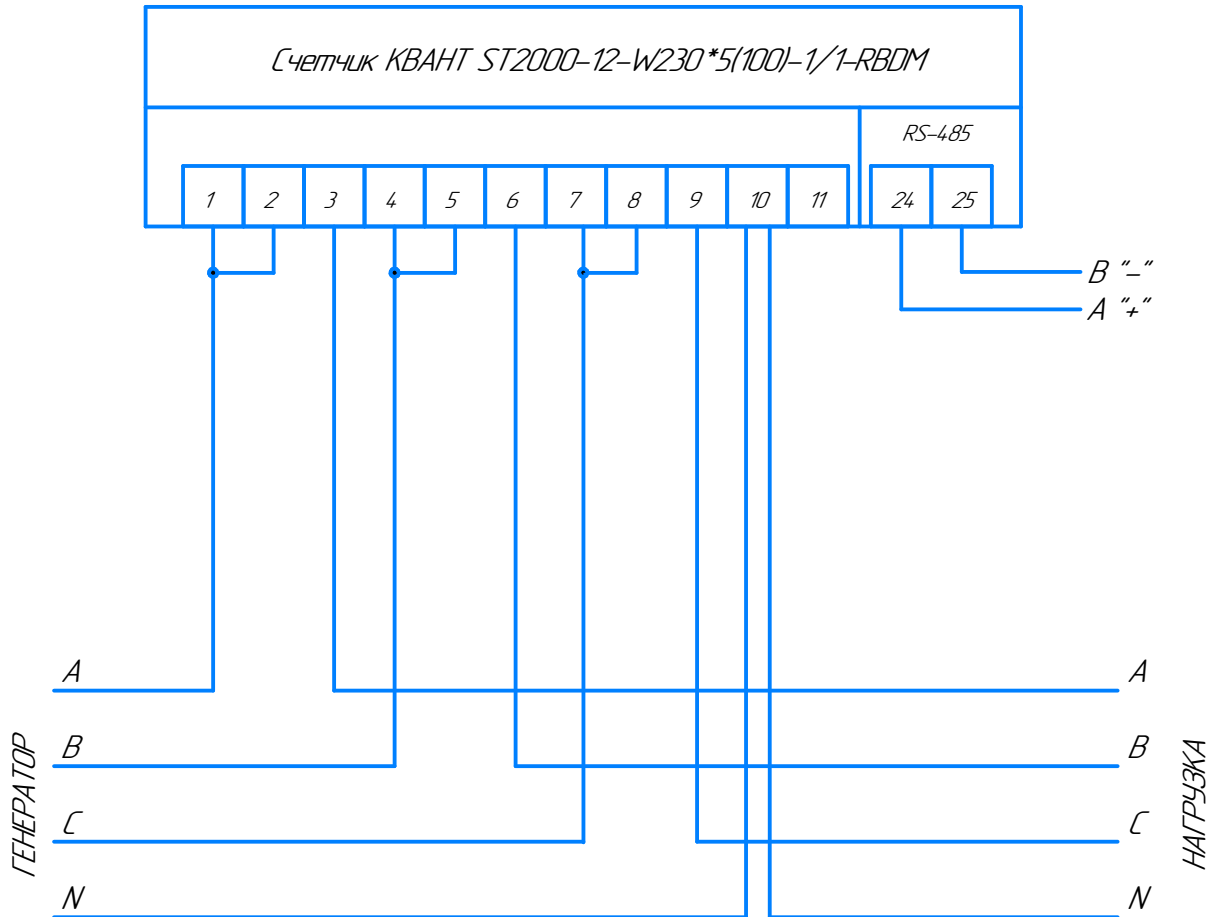 Счетчик КВАНТ ST2000-12-W230*5(100)-1/1-RBDM
RS-485
1 2 3 4 5 6 7 8 9 10 11 24 25
B "-"
A "+"
A A
B B
C C
N N
ГЕНЕРАТОР
НАГРУЗКА